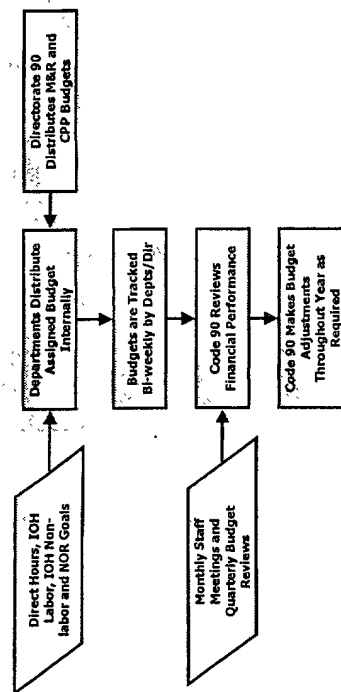 Directorate 90
Distributes M&R and
CPP Budgets
Direct Hours, IOH
Labor, IOH Non-
labor and NOR Goals
Departments Distribute
Assigned Budget
Internally
Budgets are Tracked
Bi-weekly by Depts/Dir
Monthly Staff
Meetings and
Quarterly Budget
Reviews
Code 90 Reviews
Financial Performance
Code 90 Makes Budget
Adjustments
Throughout Year as
Required